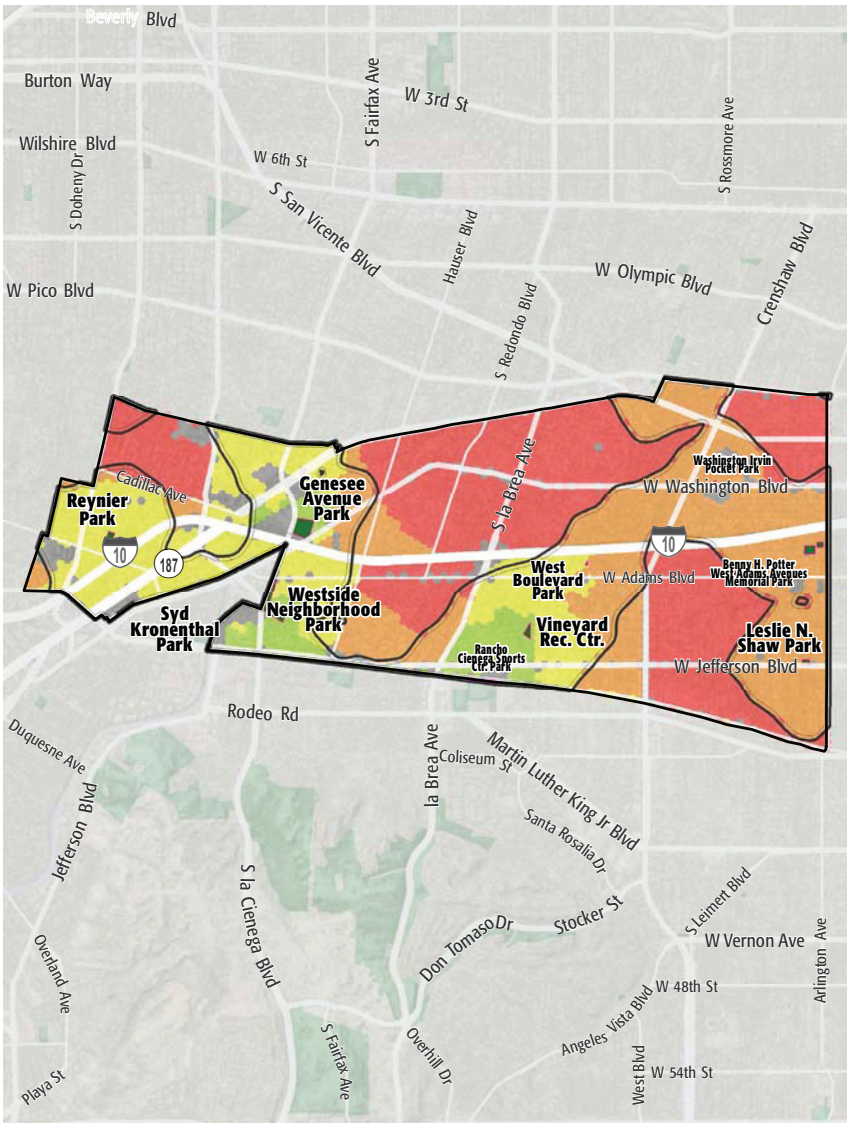 Beverly Blvd
Burton Way
S Fairfax Ave
W 3rd St
Wilshire Blvd
W 6th St
S Doheny Dr
S Rossmore Ave
S San Vicente Blvd
Hauser Blvd
W Olympic Blvd
Crenshaw Blvd
W Pico Blvd
S Redondo Blvd
S la Brea Ave
Washington Irvin
Pocket Park
W Washington Blvd
Cadillac Ave
Genesee
Avenue
Park
Reynier
Park
10
187
10
West
Boulevard
Park
W Adams Blvd
Benny H. Potter
West Adams Avenues
Memorial Park
Westside
Neighborhood
Park
Syd
Kronenthal
Park
Vineyard
Rec. Ctr.
Leslie N.
Shaw Park
Rancho
Cienega Sports
Ctr. Park
W Jefferson Blvd
Rodeo Rd
Duquesne Ave
la Brea Ave
Coliseum St
Martin Luther King Jr Blvd
Jefferson Blvd
Santa Rosalia Dr
S la Cienega Blvd
S Leimert Blvd
Stocker St
Don Tomaso Dr
W Vernon Ave
Arlington Ave
Overland Ave
W 48th St
Angeles Vista Blvd
S Fairfax Ave
Overhill Dr
West Blvd
W 54th St
Playa St